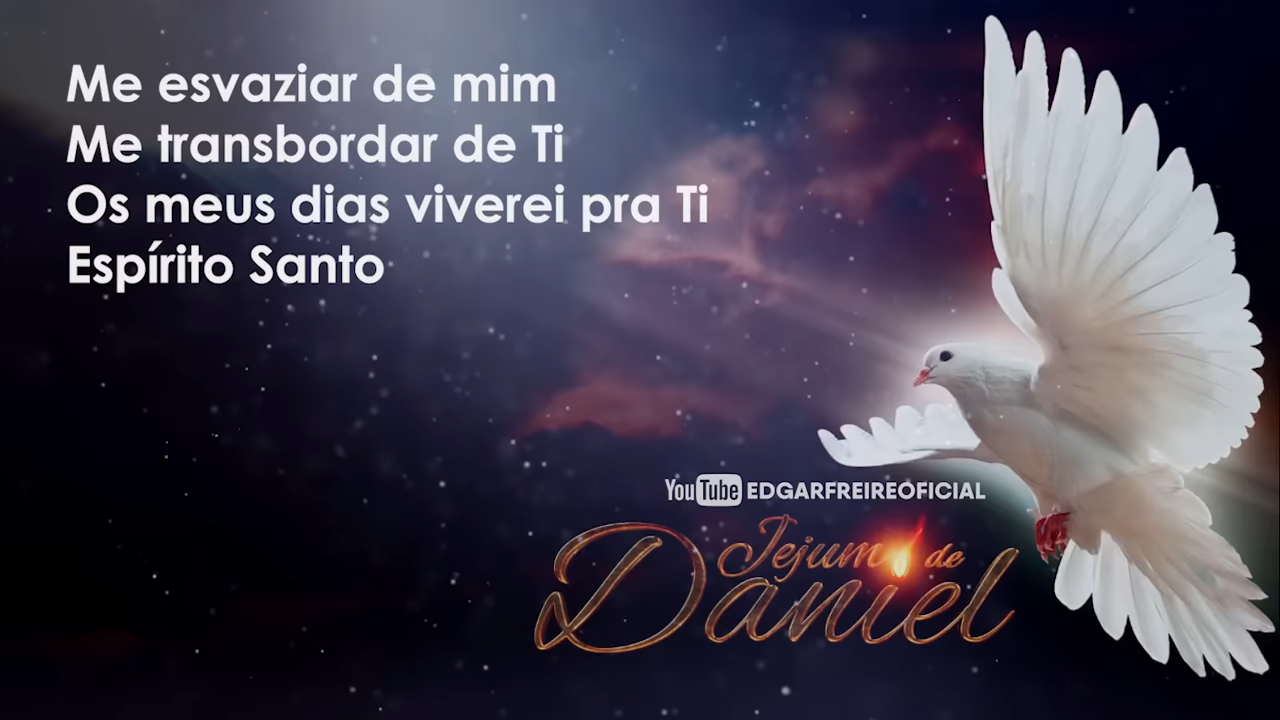 Me esvaziar de mim
Me transbordar de Ti
Os meus dias viverei pra Ti
Espírito Santo
YouTube EDGARFREIREOFICIAL
Jejum de
Daniel